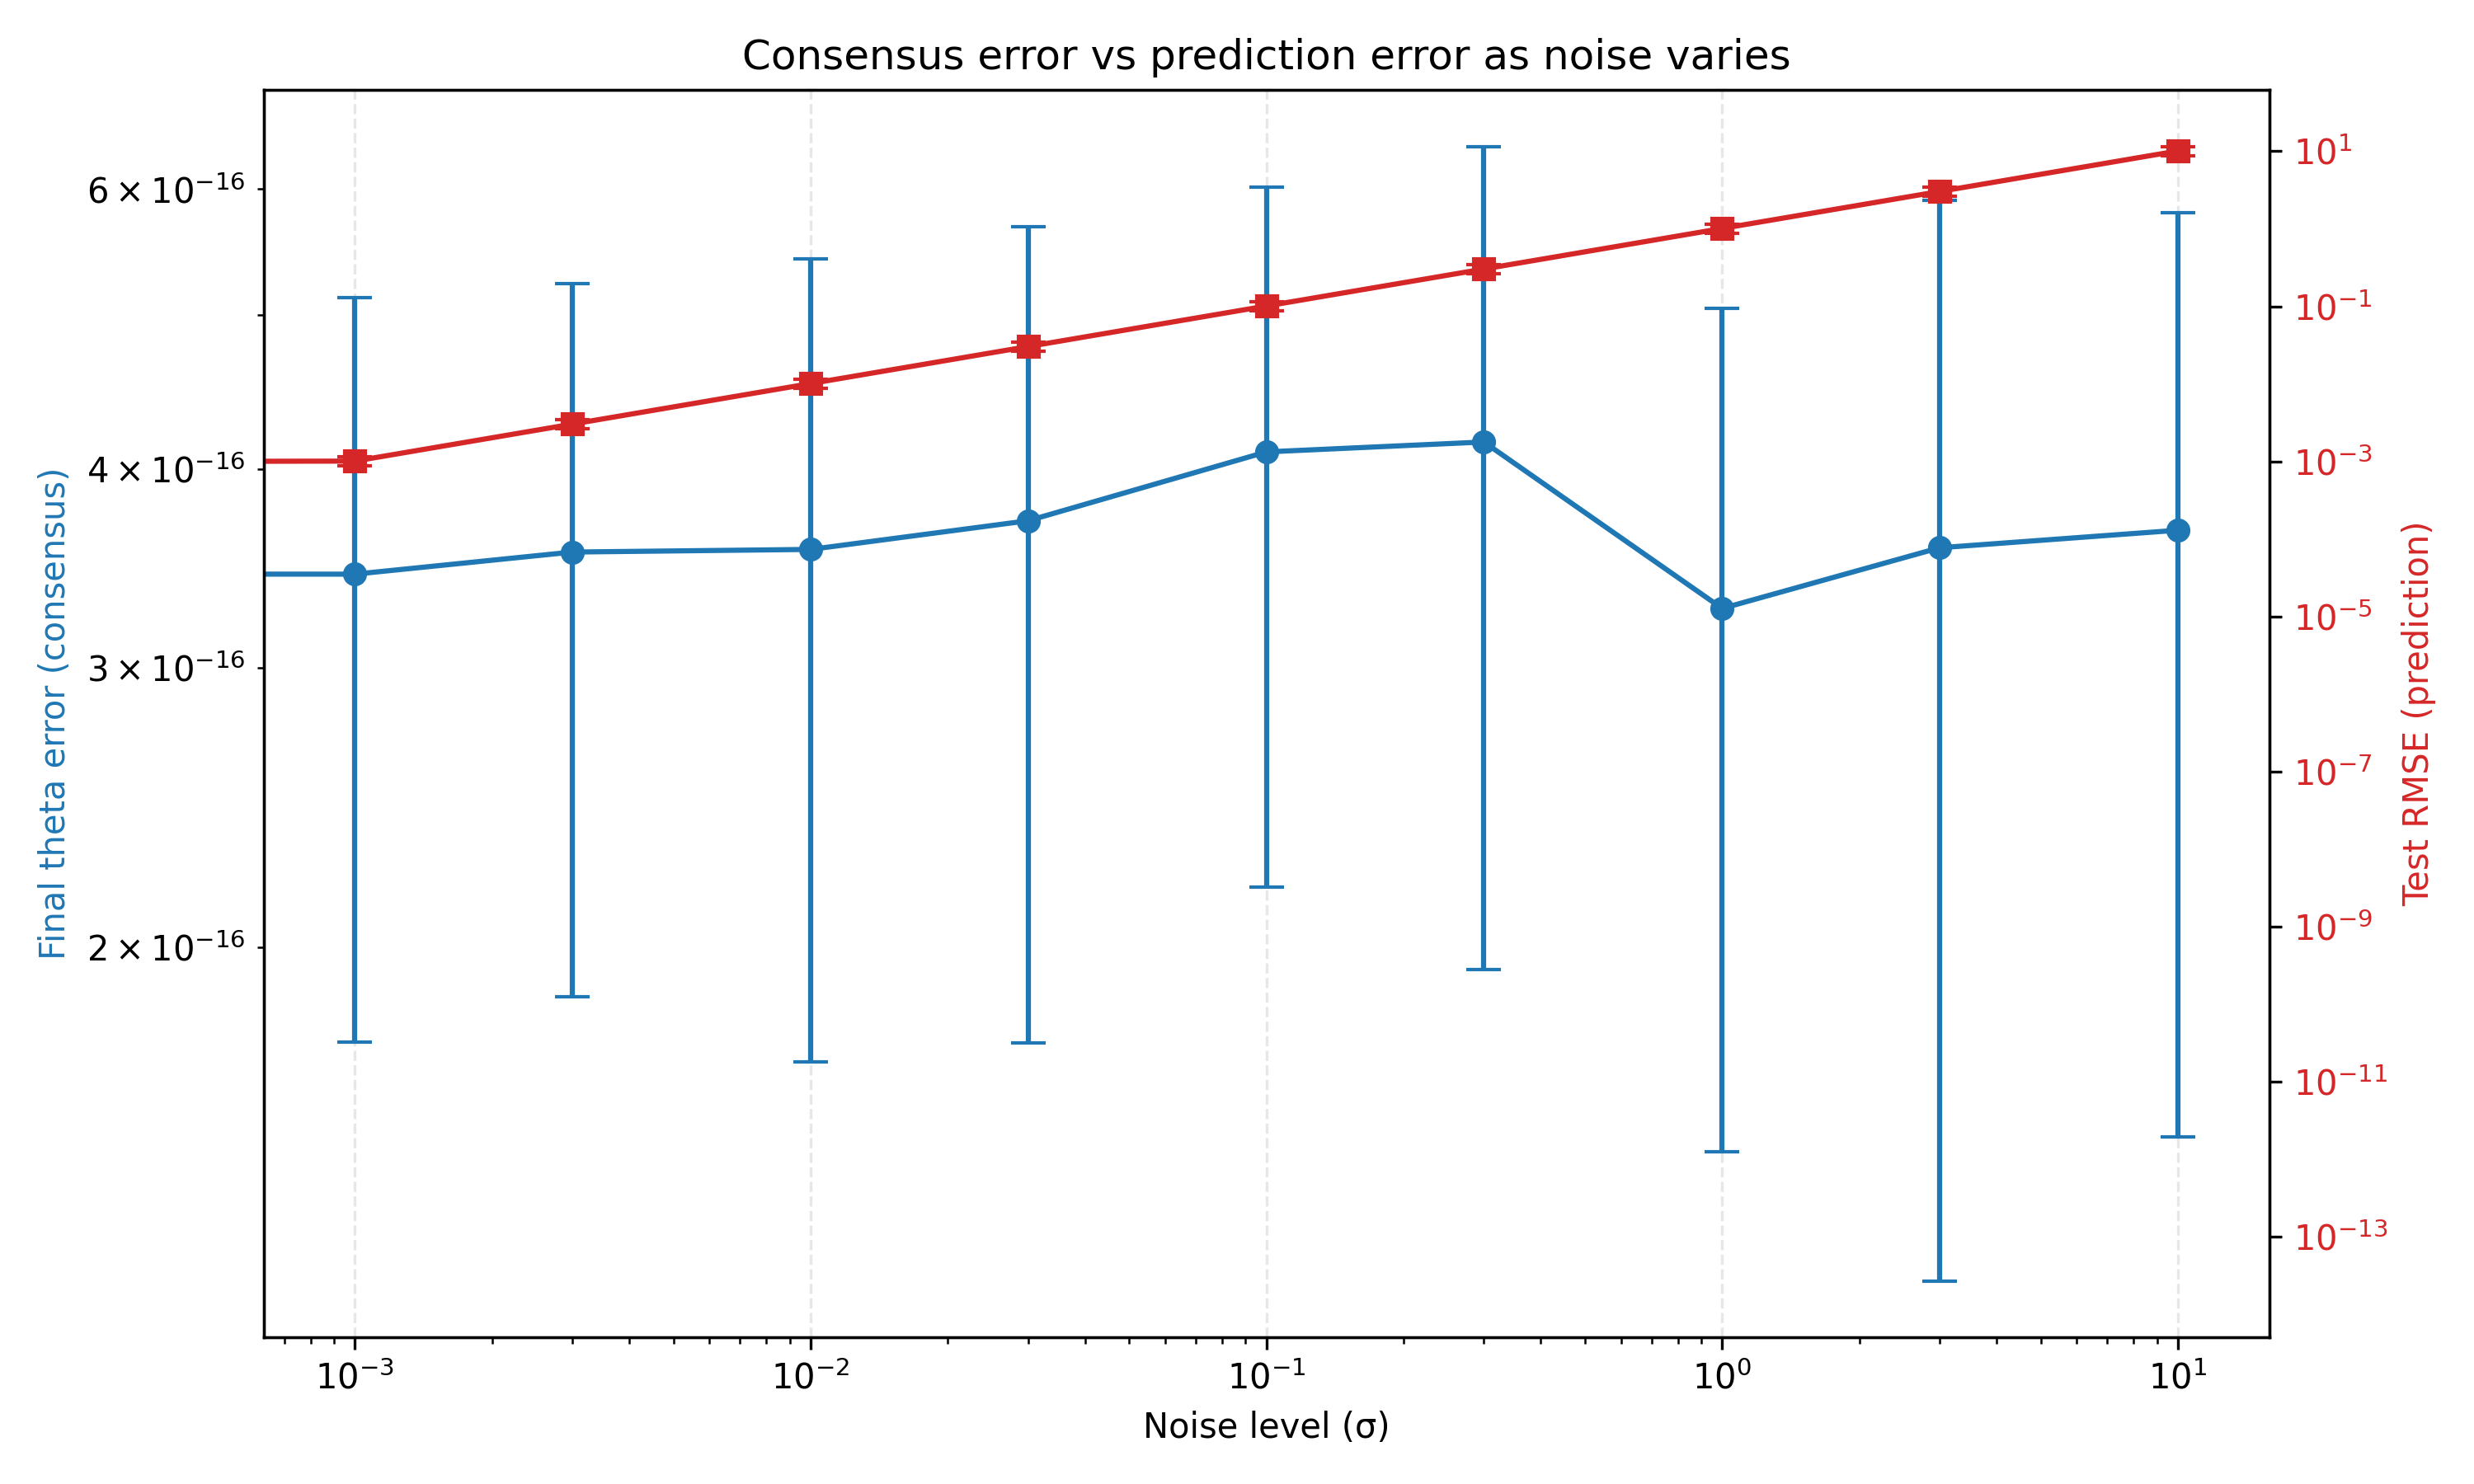 Consensus error vs prediction error as noise varies
Final theta error (consensus)
6 × 10⁻¹⁶
4 × 10⁻¹⁶
3 × 10⁻¹⁶
2 × 10⁻¹⁶
10¹
10⁻¹
10⁻³
10⁻⁵
10⁻⁷
10⁻⁹
10⁻¹¹
10⁻¹³
Test RMSE (prediction)
10⁻³ 10⁻² 10⁻¹ 10⁰ 10¹
Noise level (σ)